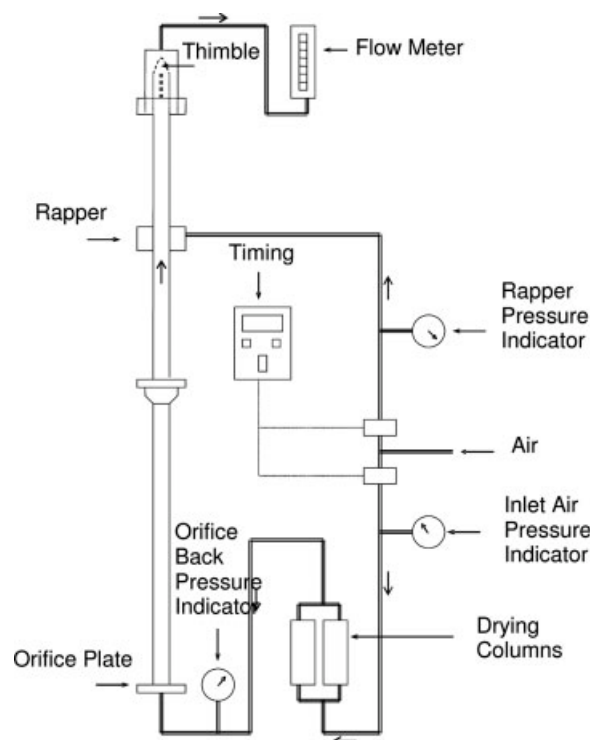 Thimble
Flow Meter
Rapper
Timing
Rapper
Pressure
Indicator
Air
Inlet Air
Pressure
Indicator
Orifice
Back
Pressure
Indicator
Drying
Columns
Orifice Plate